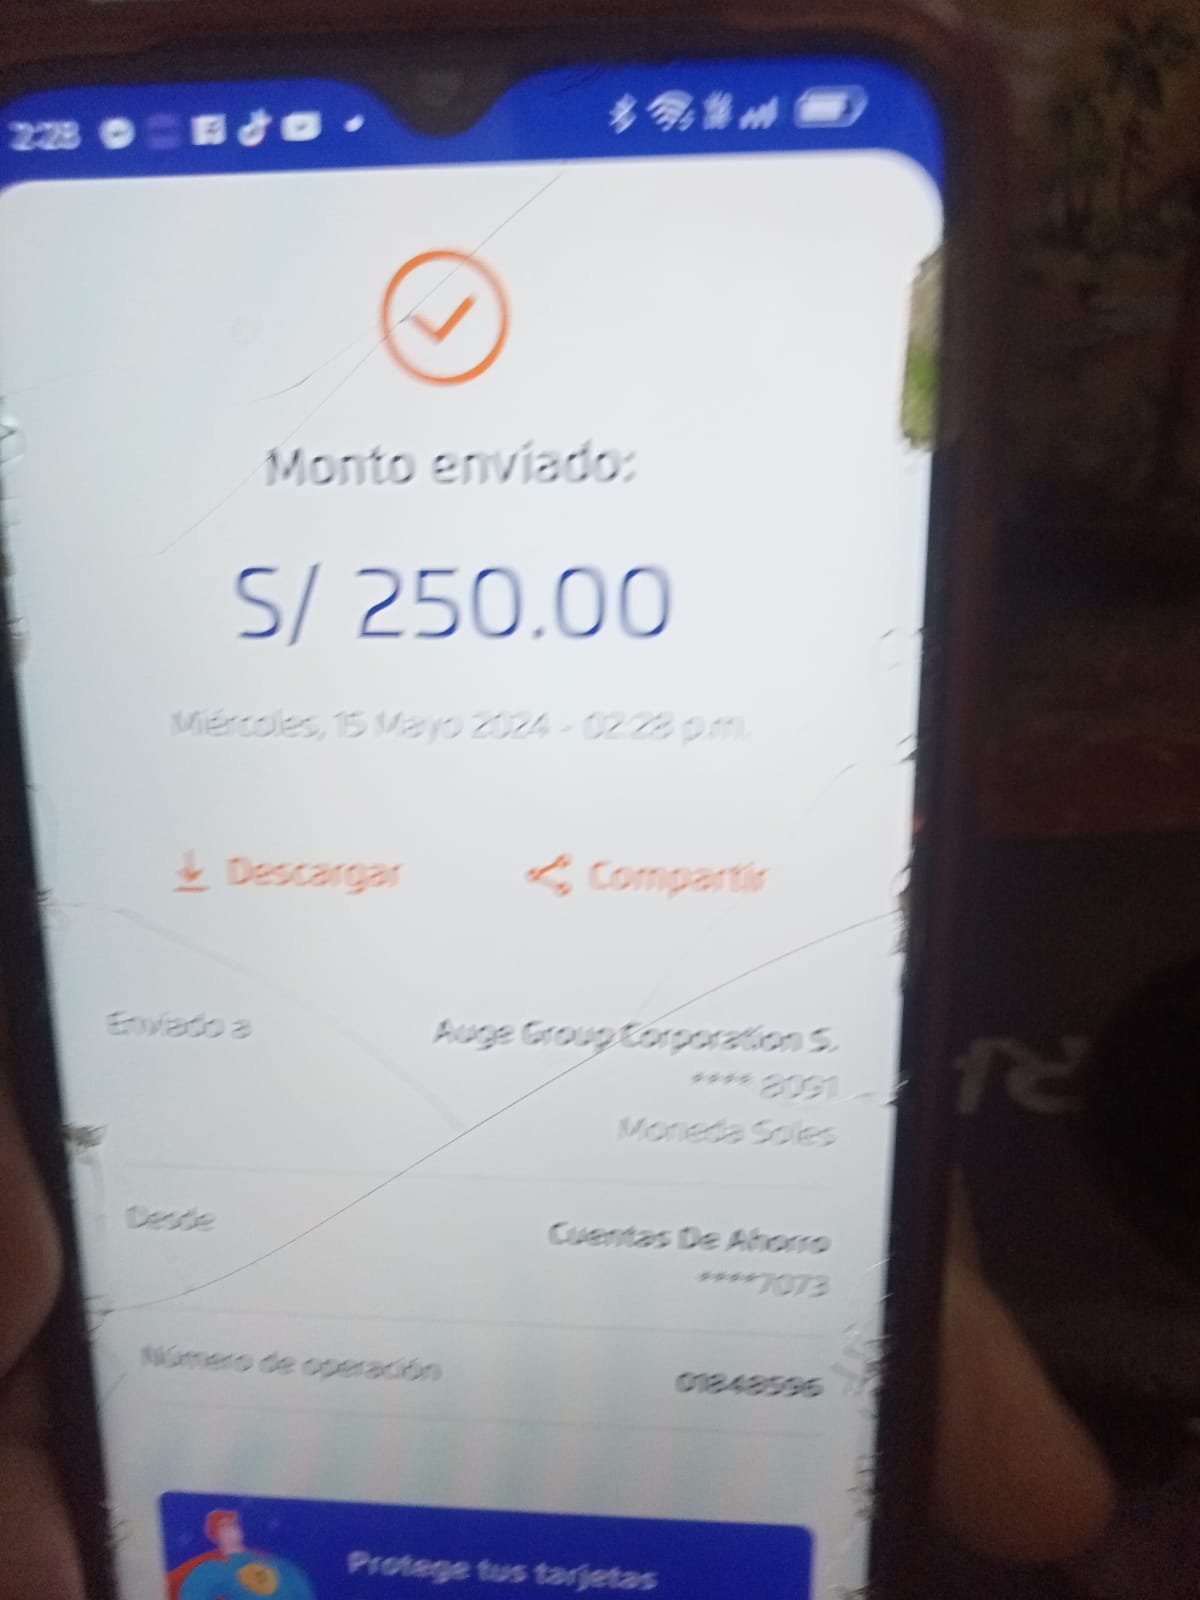 2:28
Monto enviado:
S/ 250.00
Miércoles, 15 Mayo 2024 - 02:28 p.m.
Descargar
Compartir
Enviado a
Auge Group Corporation S.
**** 8091
Moneda Soles
Desde
Cuentas De Ahorro
****7073
Número de operación
01848596
Protege tus tarjetas